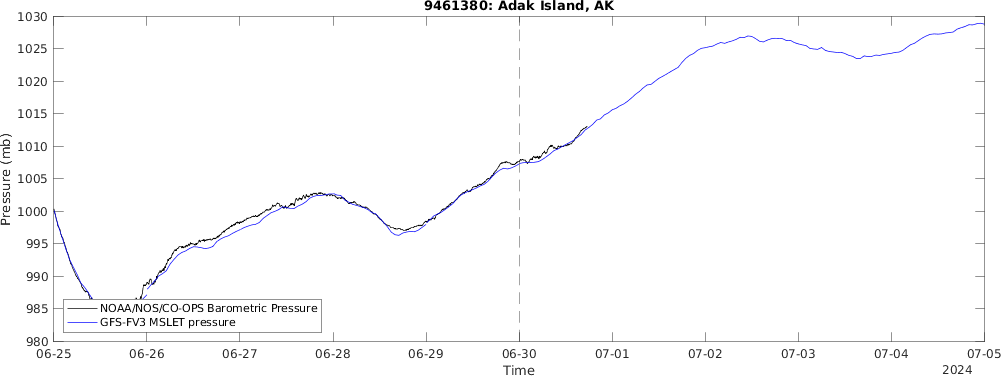 9461380: Adak Island, AK
Pressure (mb)
1030
1025
1020
1015
1010
1005
1000
995
990
985
980
NOAA/NOS/CO-OPS Barometric Pressure
GFS-FV3 MSLET pressure
06-25 06-26 06-27 06-28 06-29 06-30 07-01 07-02 07-03 07-04 07-05
Time
2024